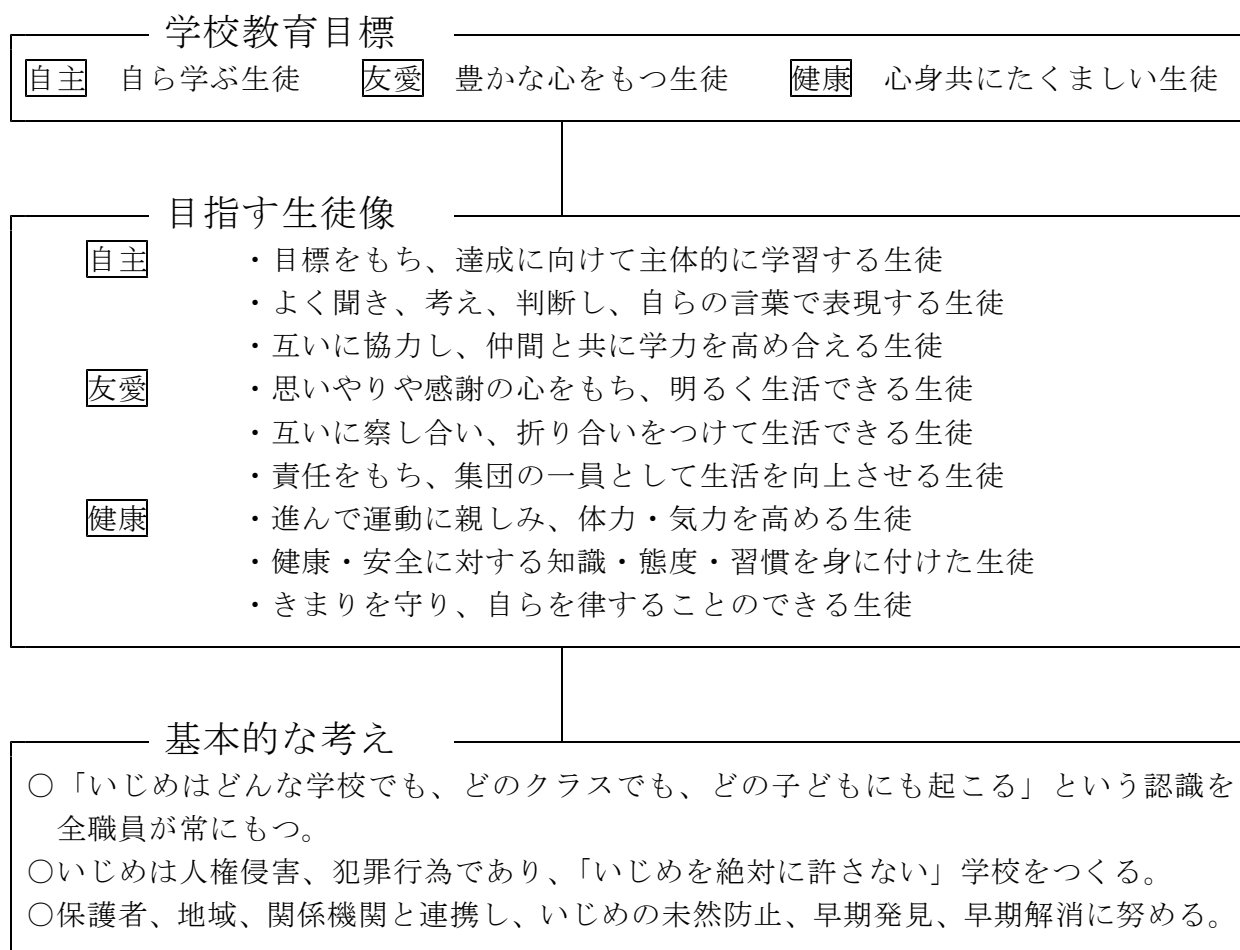 学校教育目標
自主　自ら学ぶ生徒　友愛　豊かな心をもつ生徒　健康　心身共にたくましい生徒
目指す生徒像
自主　・目標をもち、達成に向けて主体的に学習する生徒
・よく聞き、考え、判断し、自らの言葉で表現する生徒
・互いに協力し、仲間と共に学力を高め合える生徒
友愛　・思いやりや感謝の心をもち、明るく生活できる生徒
・互いに察し合い、折り合いをつけて生活できる生徒
・責任をもち、集団の一員として生活を向上させる生徒
健康　・進んで運動に親しみ、体力・気力を高める生徒
・健康・安全に対する知識・態度・習慣を身に付けた生徒
・きまりを守り、自らを律することのできる生徒
基本的な考え
○「いじめはどんな学校でも、どのクラスでも、どの子どもにも起こる」という認識を
全職員が常にもつ。
○いじめは人権侵害、犯罪行為であり、「いじめを絶対に許さない」学校をつくる。
○保護者、地域、関係機関と連携し、いじめの未然防止、早期発見、早期解消に努める。